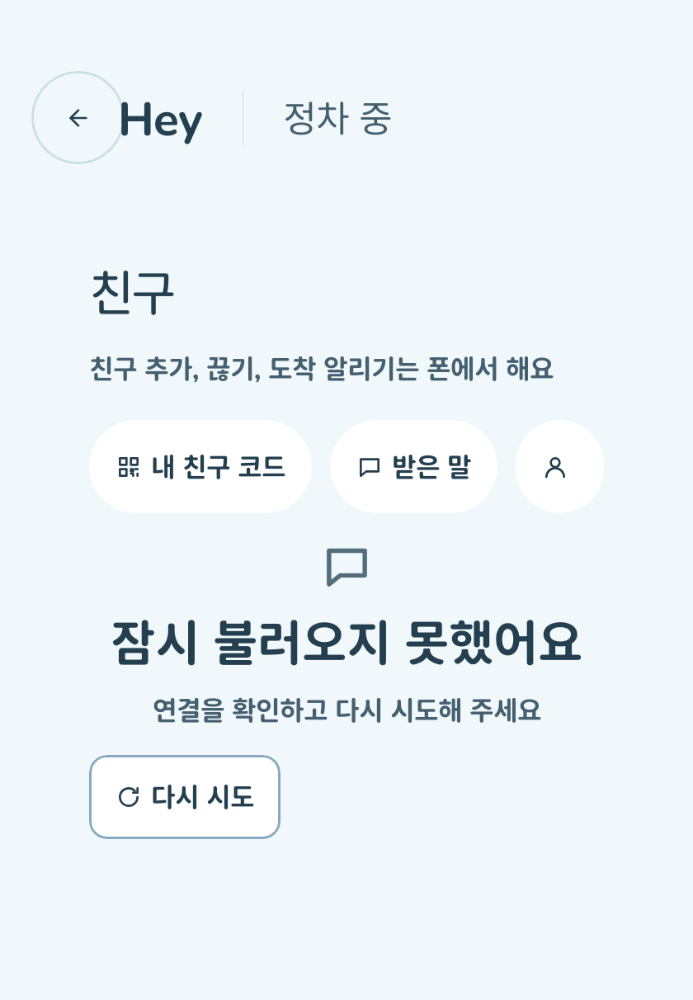 Hey
정차 중
친구
친구 추가, 끊기, 도착 알리기는 폰에서 해요
내 친구 코드
받은 말
잠시 불러오지 못했어요
연결을 확인하고 다시 시도해 주세요
다시 시도